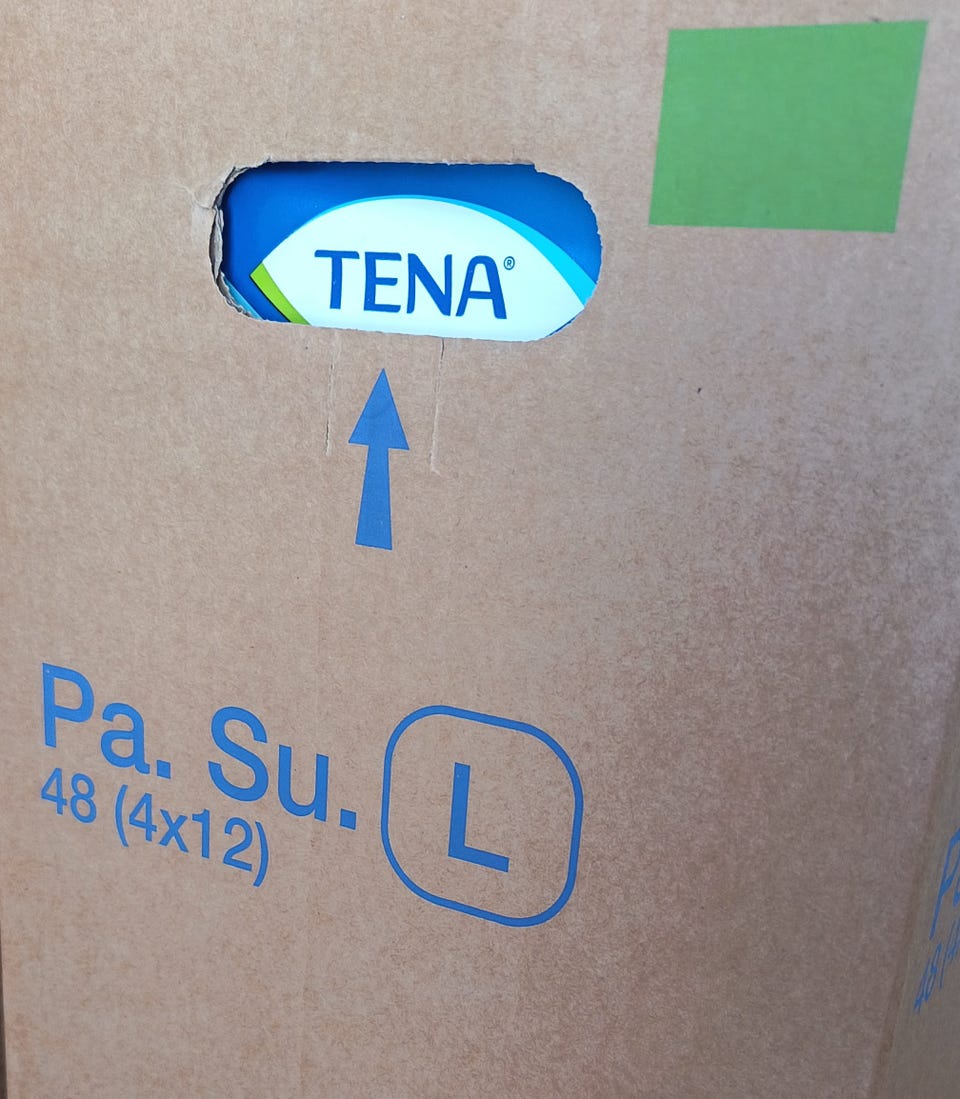 TENA®
Pa. Su. L
48 (4x12)